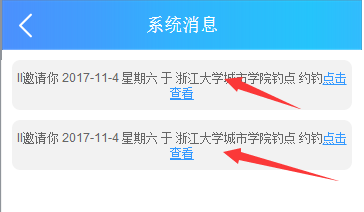 系统消息
ll邀请你 2017-11-4 星期六 于 浙江大学城市学院钓点 约钓点击
查看
ll邀请你 2017-11-4 星期六 于 浙江大学城市学院钓点 约钓点击
查看